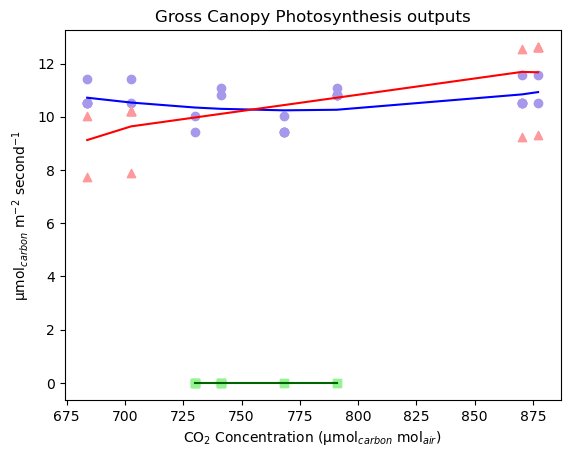 Gross Canopy Photosynthesis outputs
12
10
8
6
4
2
0
µmol$_{carbon}$ m$^{-2}$ second$^{-1}$
675 700 725 750 775 800 825 850 875
CO$_2$ Concentration (µmol$_{carbon}$ mol$_{air}$)